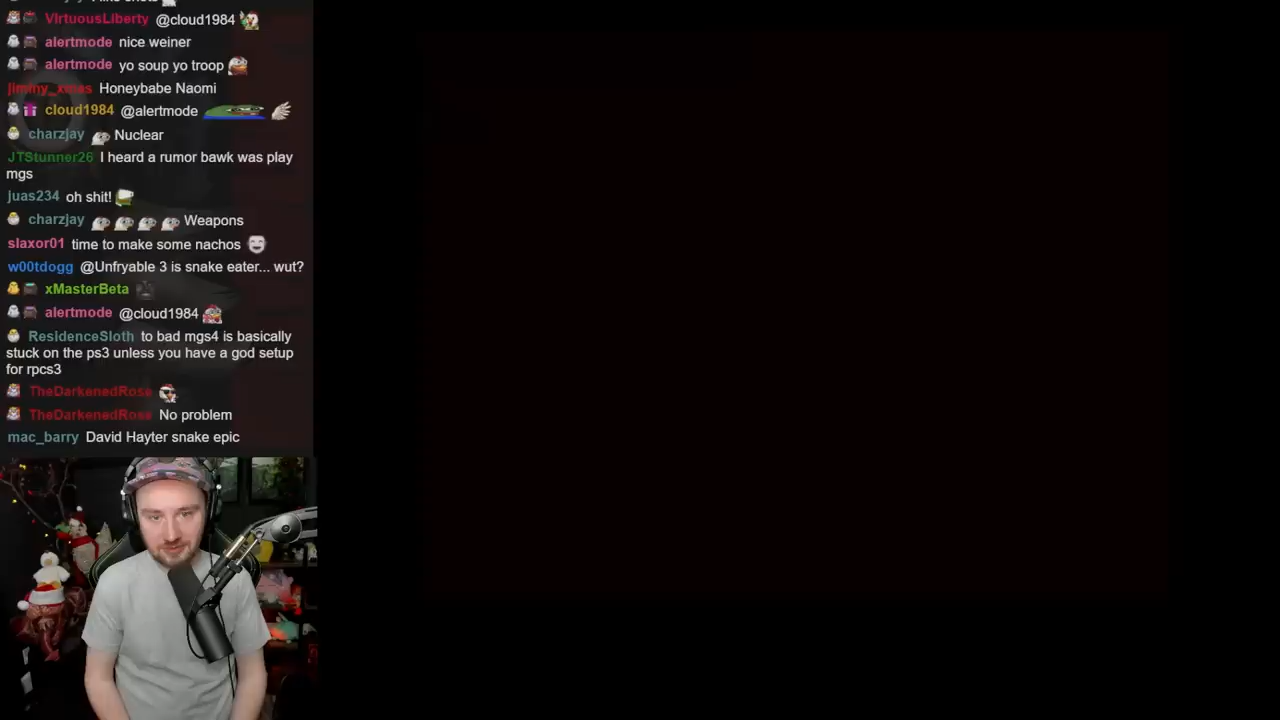 VIrtuousLiberty @cloud1984
alertmode nice weiner
alertmode yo soup yo troop
jimmy_xmas Honeybabe Naomi
cloud1984 @alertmode
charzjay Nuclear
JTStunner26 I heard a rumor bawk was play
mgs
juas234 oh shit!
charzjay Weapons
slaxor01 time to make some nachos
w00tdogg @Unfryable 3 is snake eater... wut?
xMasterBeta
alertmode @cloud1984
ResidenceSloth to bad mgs4 is basically
stuck on the ps3 unless you have a god setup
for rpcs3
TheDarkenedRose
TheDarkenedRose No problem
mac_barry David Hayter snake epic